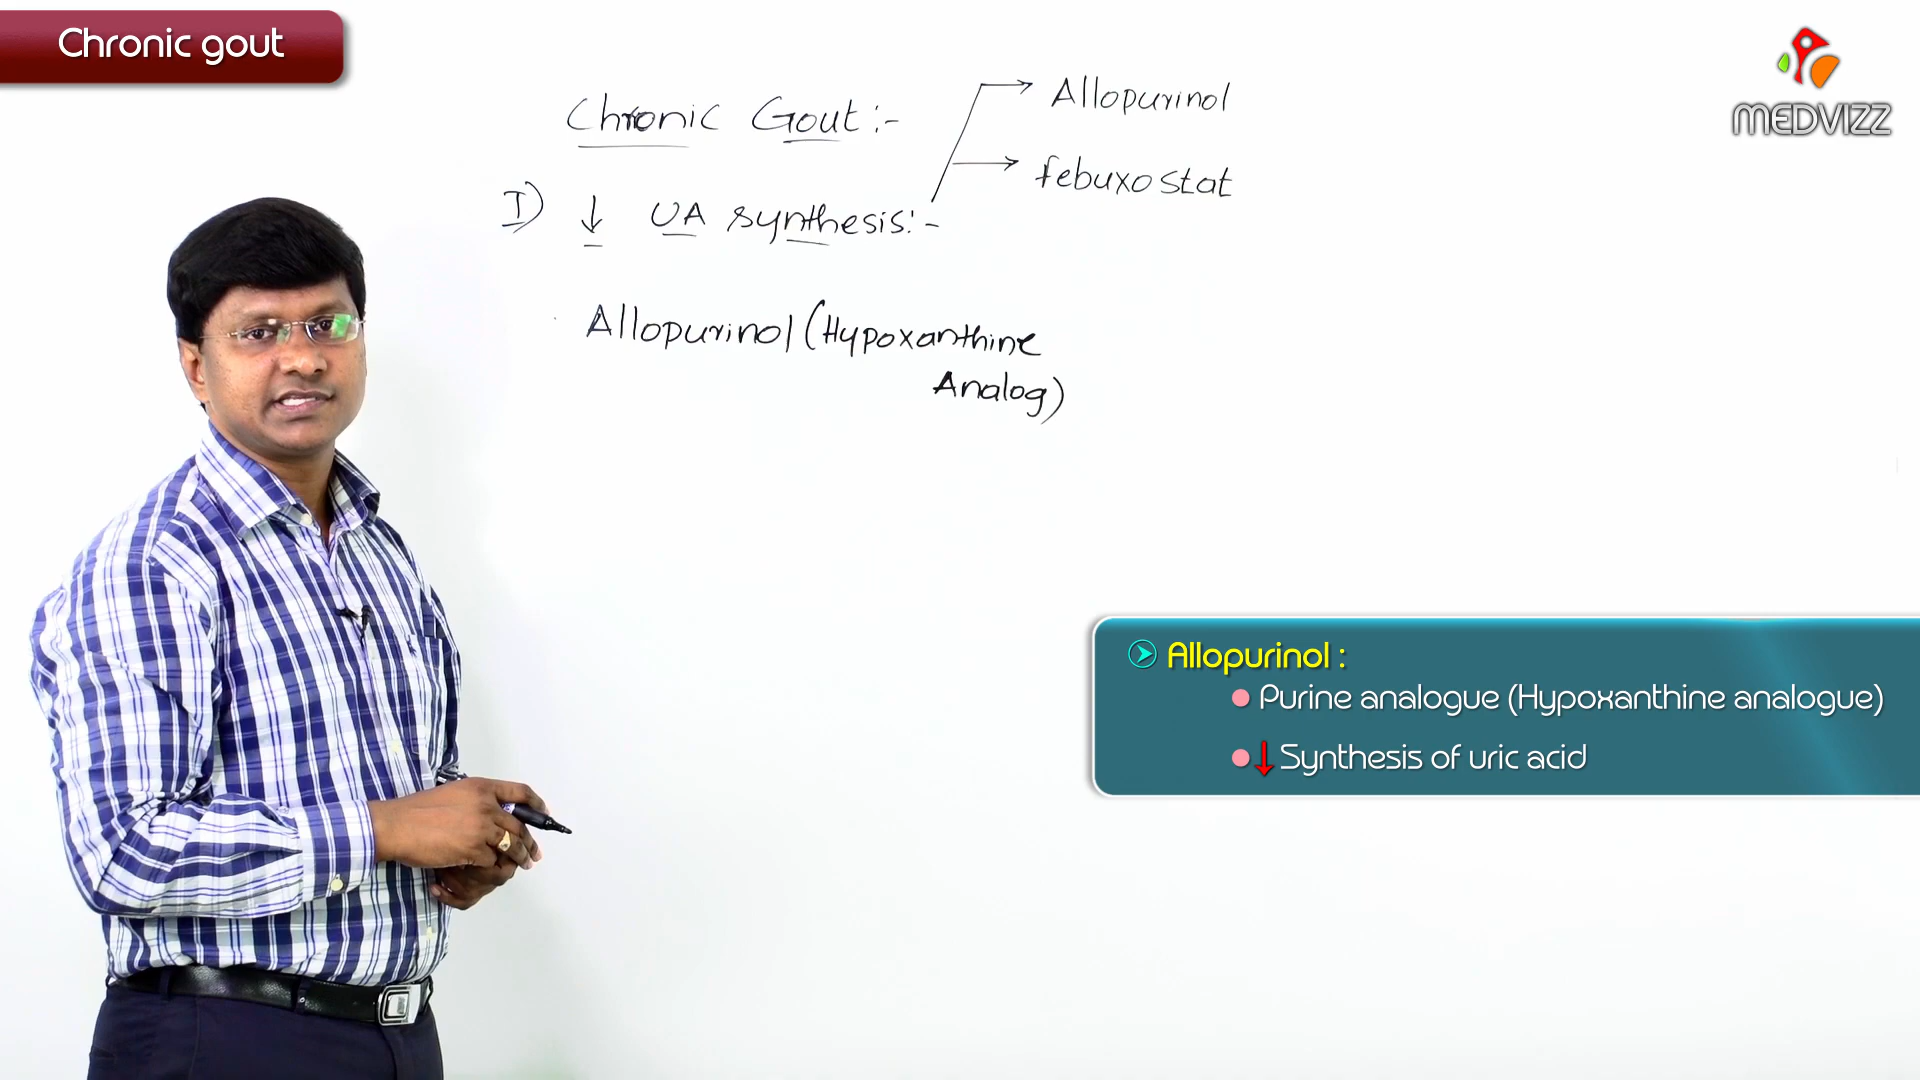 Chronic gout
MEDVIZZ
Chronic Gout :-
Allopurinol
febuxostat
I) ↓ UA synthesis:-
Allopurinol (Hypoxanthine
Analog)
Allopurinol :
Purine analogue (Hypoxanthine analogue)
↓ Synthesis of uric acid